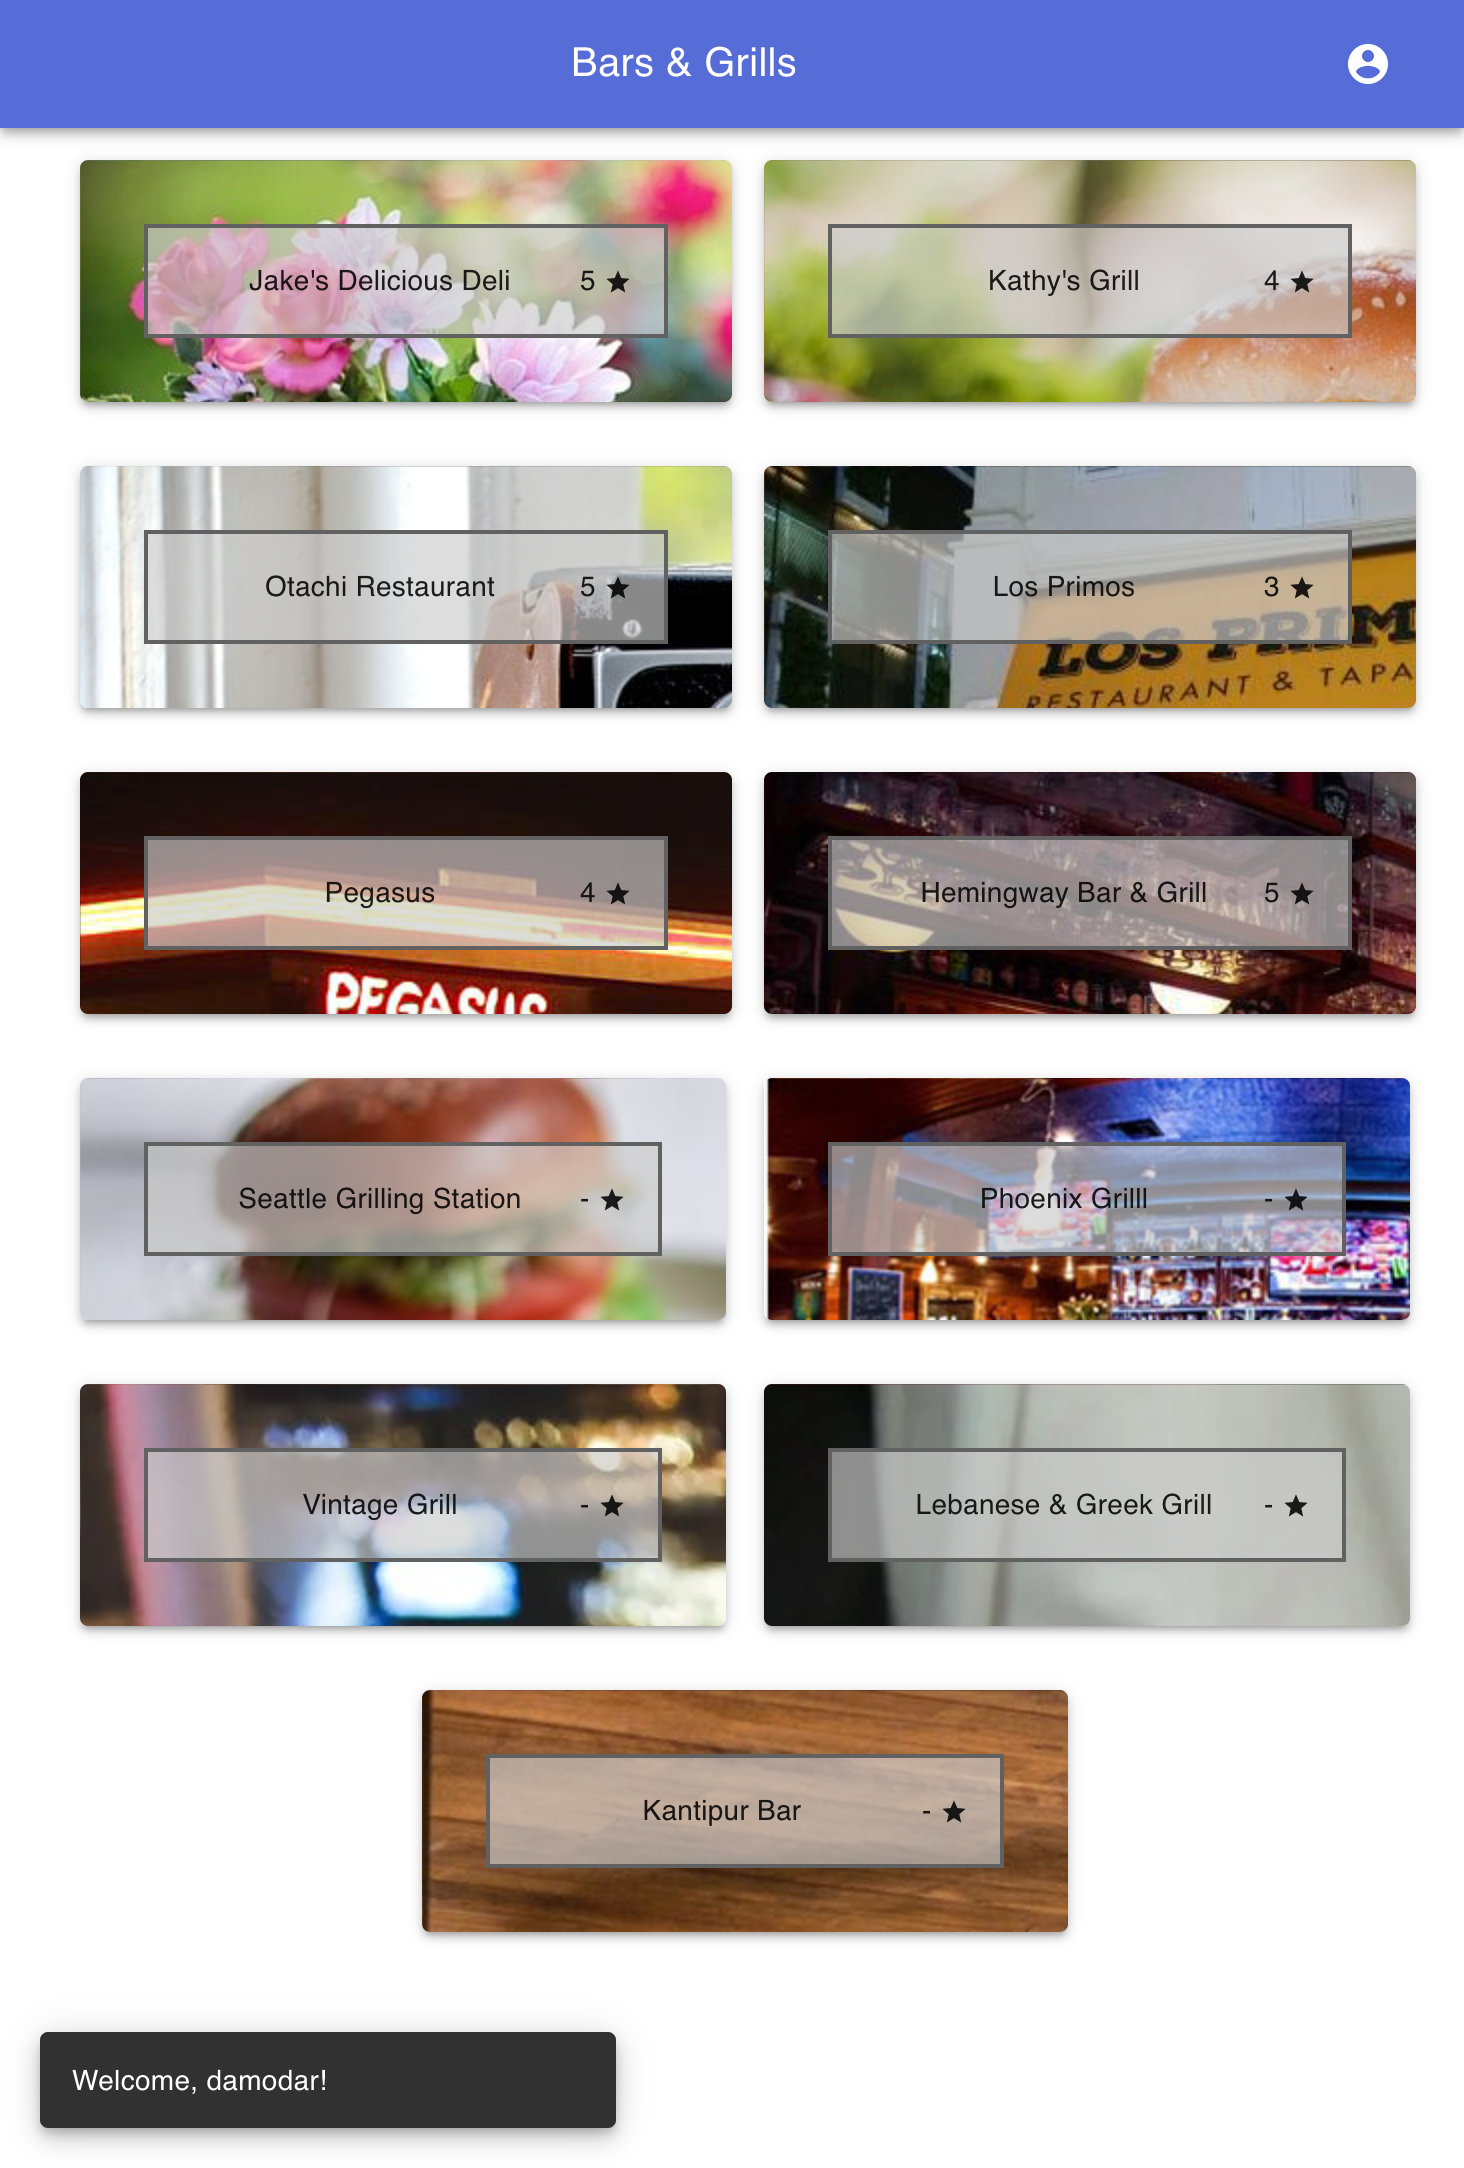 Bars & Grills
Jake's Delicious Deli 5
Kathy's Grill 4
Otachi Restaurant 5
Los Primos 3
LOS PRIM
RESTAURANT & TAPA
Pegasus 4
PEGASUS
Hemingway Bar & Grill 5
Seattle Grilling Station -
Phoenix Grilll -
Vintage Grill -
Lebanese & Greek Grill -
Kantipur Bar -
Welcome, damodar!